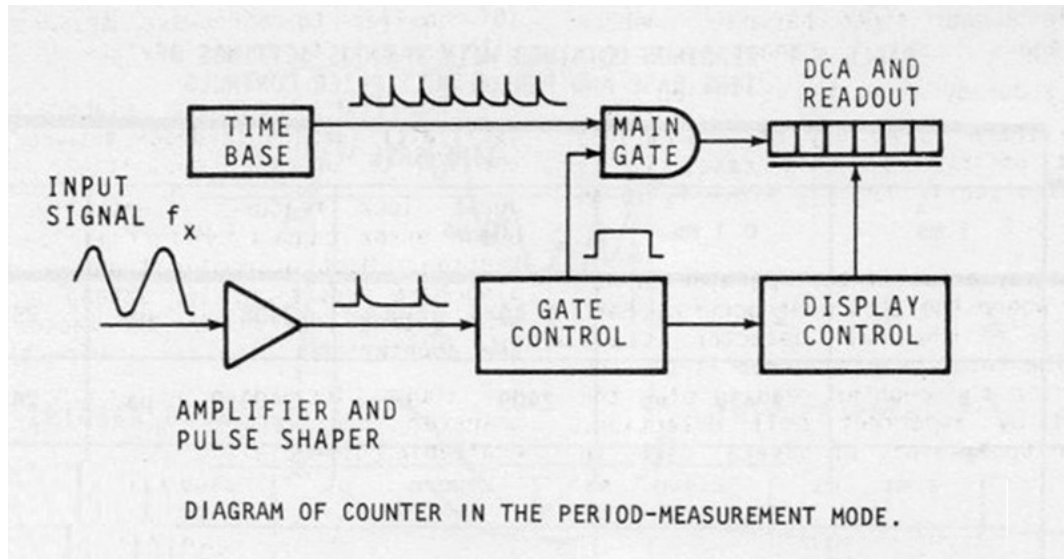 DCA AND
READOUT
TIME
BASE
MAIN
GATE
INPUT
SIGNAL fx
GATE
CONTROL
DISPLAY
CONTROL
AMPLIFIER AND
PULSE SHAPER
DIAGRAM OF COUNTER IN THE PERIOD-MEASUREMENT MODE.